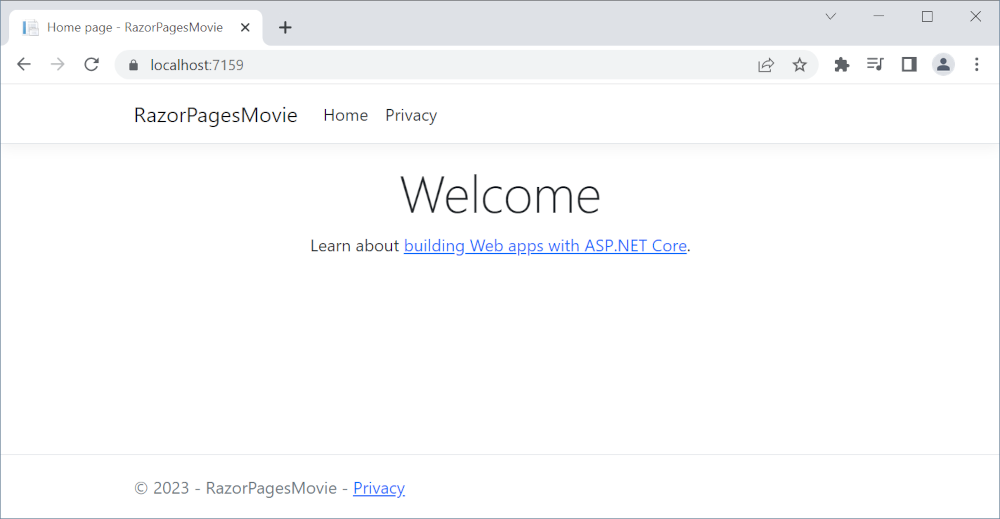 Home page - RazorPagesMovie
localhost:7159
RazorPagesMovie Home Privacy
Welcome
Learn about building Web apps with ASP.NET Core.
© 2023 - RazorPagesMovie - Privacy